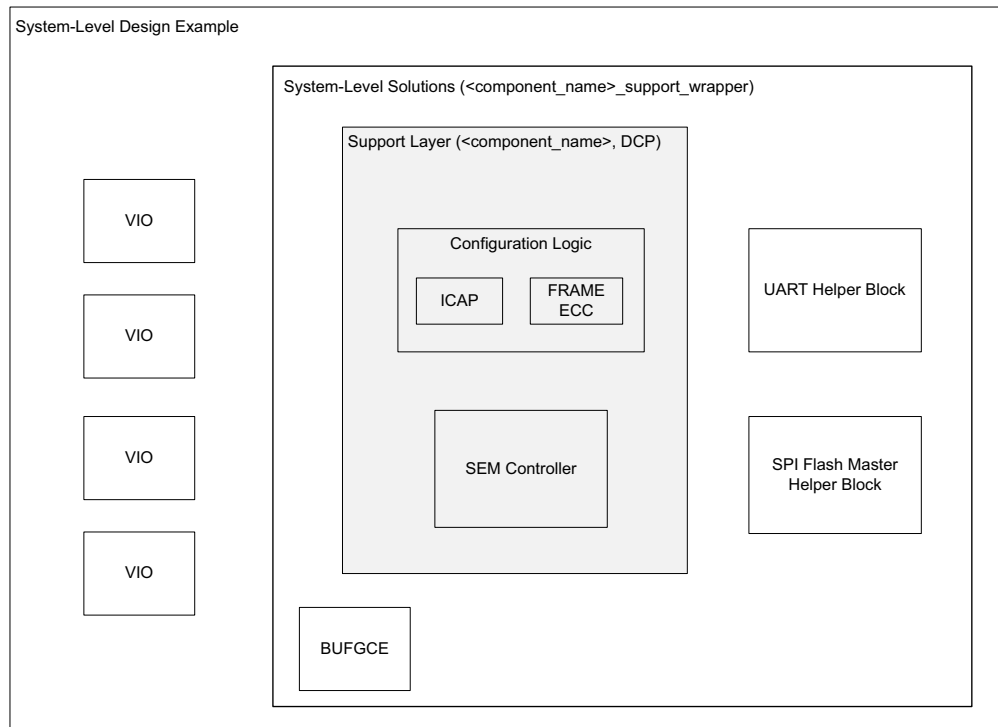 System-Level Design Example
System-Level Solutions (<component_name>_support_wrapper)
Support Layer (<component_name>, DCP)
VIO
VIO
VIO
VIO
Configuration Logic
ICAP
FRAME
ECC
SEM Controller
UART Helper Block
SPI Flash Master
Helper Block
BUFGCE